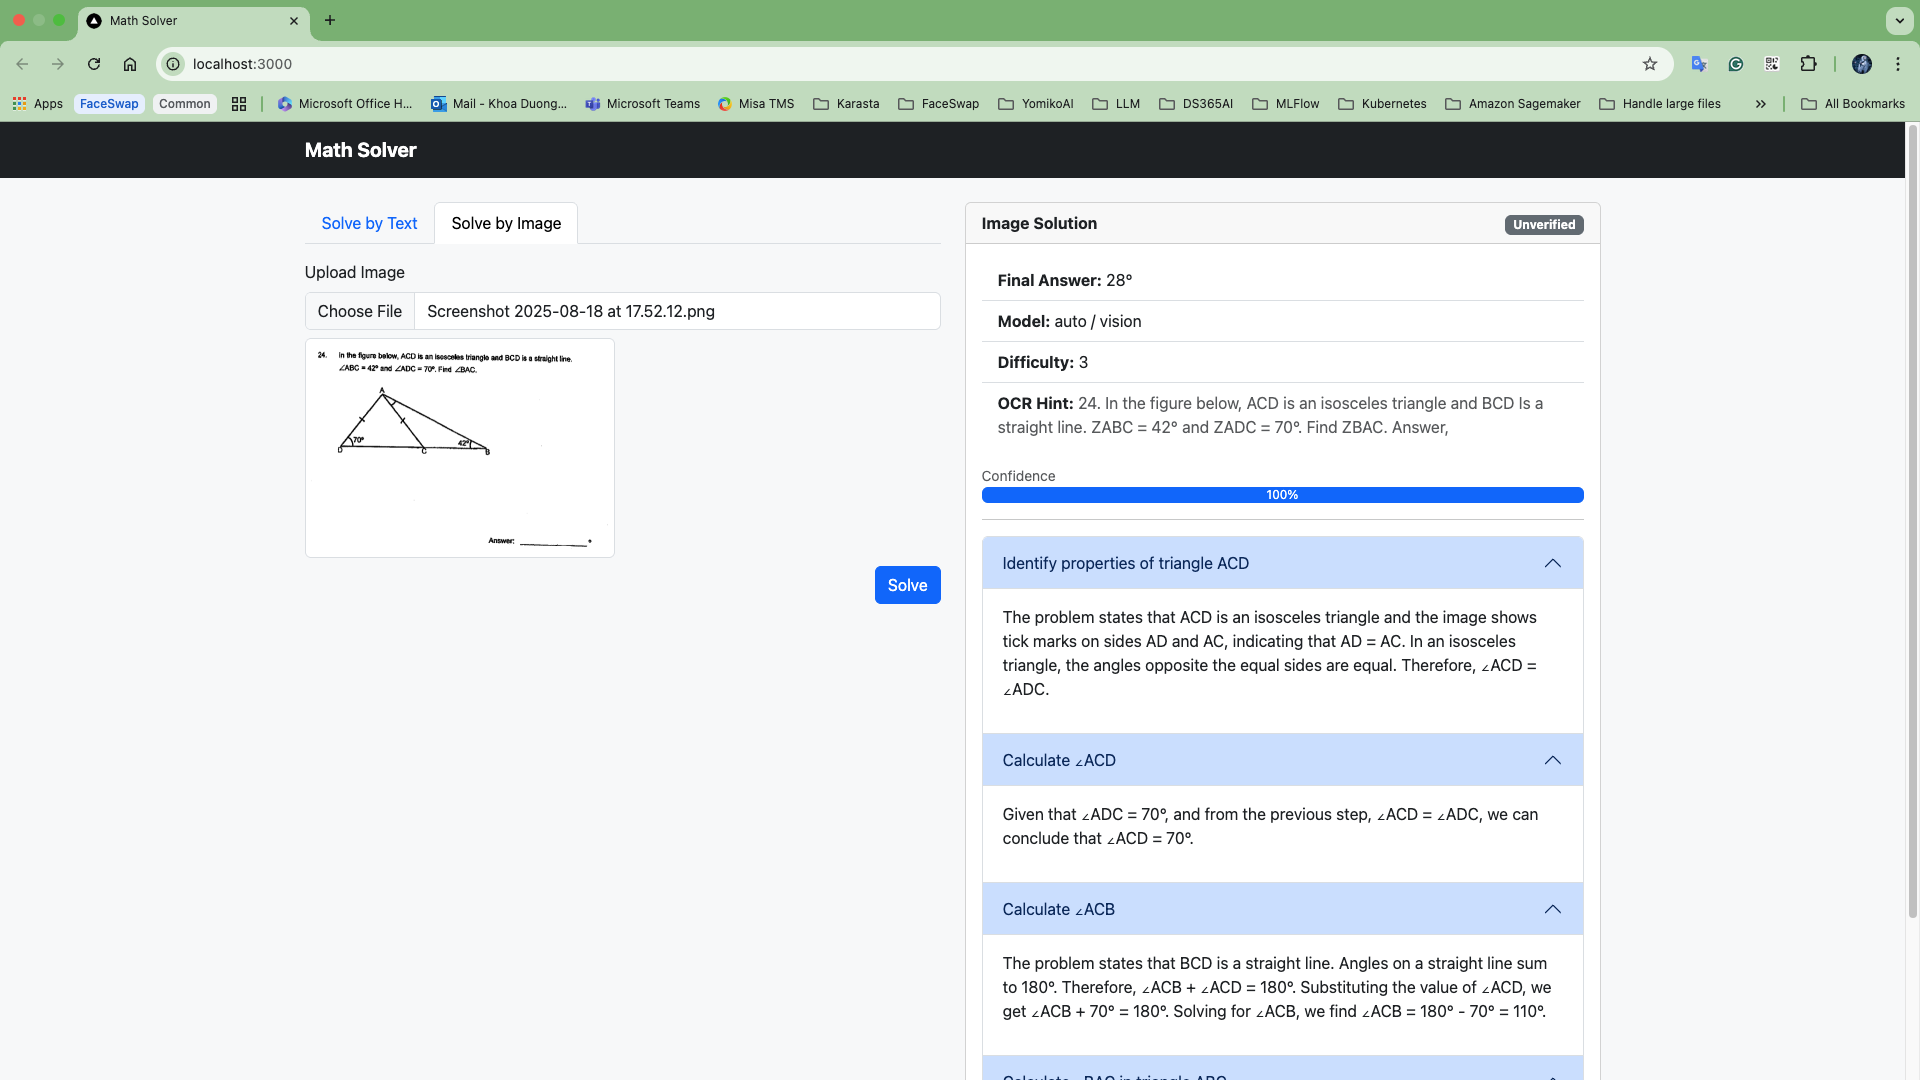 Math Solver
localhost:3000
Apps
FaceSwap
Common
Microsoft Office H...
Mail - Khoa Duong...
Microsoft Teams
Misa TMS
Karasta
FaceSwap
YomikoAI
LLM
DS365AI
MLFlow
Kubernetes
Amazon Sagemaker
Handle large files
All Bookmarks
Math Solver
Solve by Text
Solve by Image
Upload Image
Choose File
Screenshot 2025-08-18 at 17.52.12.png
24. In the figure below, ACD is an isosceles triangle and BCD is a straight line.
∠ABC = 42° and ∠ADC = 70°. Find ∠BAC.
A
70°
42°
D
C
B
Answer: ____________ °
Solve
Image Solution
Unverified
Final Answer: 28°
Model: auto / vision
Difficulty: 3
OCR Hint: 24. In the figure below, ACD is an isosceles triangle and BCD Is a
straight line. ZABC = 42° and ZADC = 70°. Find ZBAC. Answer,
Confidence
100%
Identify properties of triangle ACD
The problem states that ACD is an isosceles triangle and the image shows
tick marks on sides AD and AC, indicating that AD = AC. In an isosceles
triangle, the angles opposite the equal sides are equal. Therefore, ∠ACD =
∠ADC.
Calculate ∠ACD
Given that ∠ADC = 70°, and from the previous step, ∠ACD = ∠ADC, we can
conclude that ∠ACD = 70°.
Calculate ∠ACB
The problem states that BCD is a straight line. Angles on a straight line sum
to 180°. Therefore, ∠ACB + ∠ACD = 180°. Substituting the value of ∠ACD, we
get ∠ACB + 70° = 180°. Solving for ∠ACB, we find ∠ACB = 180° - 70° = 110°.
Calculate ∠BAC in triangle ABC